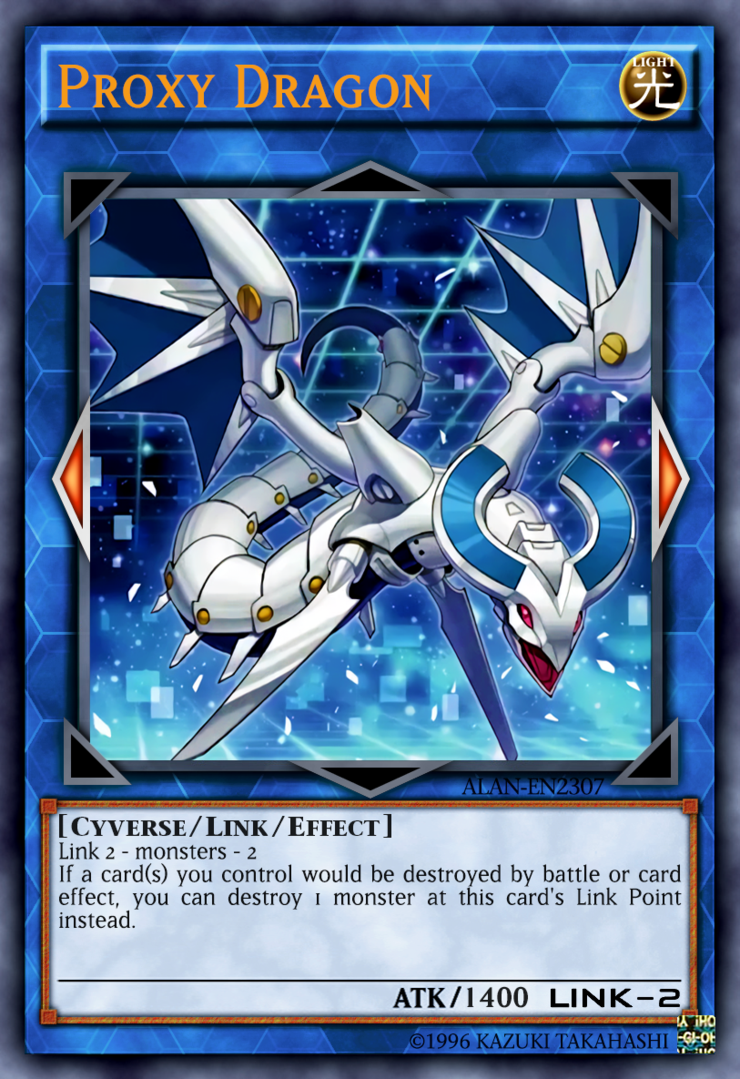 PROXY DRAGON
LIGHT
光
ALAN-EN2307
[CYVERSE/LINK/EFFECT]
Link 2 - monsters - 2
If a card(s) you control would be destroyed by battle or card
effect, you can destroy 1 monster at this card's Link Point
instead.
ATK/1400 LINK-2
©1996 KAZUKI TAKAHASHI